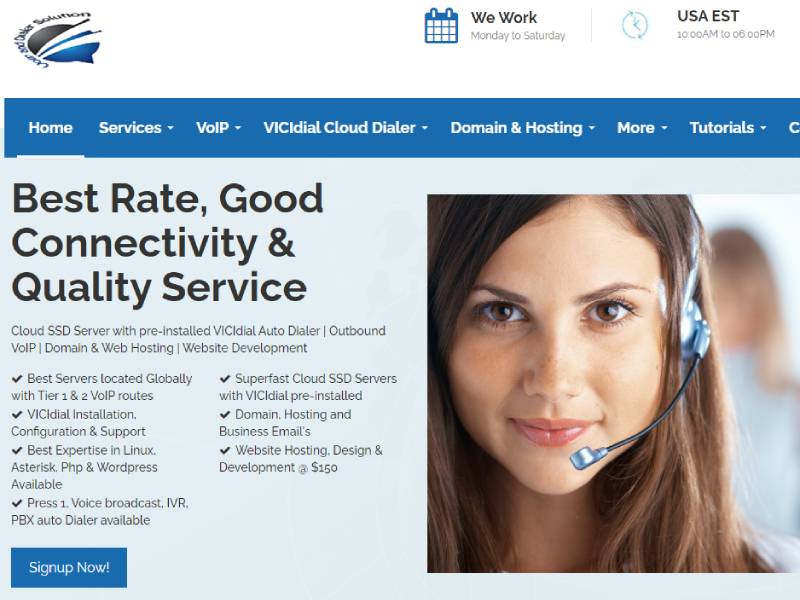 User and Dialer Solution
We Work
Monday to Saturday
USA EST
10:00AM to 06:00PM
Home
Services
VoIP
VICIdial Cloud Dialer
Domain & Hosting
More
Tutorials
C
Best Rate, Good
Connectivity &
Quality Service
Cloud SSD Server with pre-installed VICIdial Auto Dialer | Outbound
VoIP | Domain & Web Hosting | Website Development
✔ Best Servers located Globally
with Tier 1 & 2 VoIP routes
✔ VICIdial Installation,
Configuration & Support
✔ Best Expertise in Linux,
Asterisk, Php & Wordpress
Available
✔ Press 1, Voice broadcast, IVR,
PBX auto Dialer available
✔ Superfast Cloud SSD Servers
with VICIdial pre-installed
✔ Domain, Hosting and
Business Email's
✔ Website Hosting, Design &
Development @ $150
Signup Now!